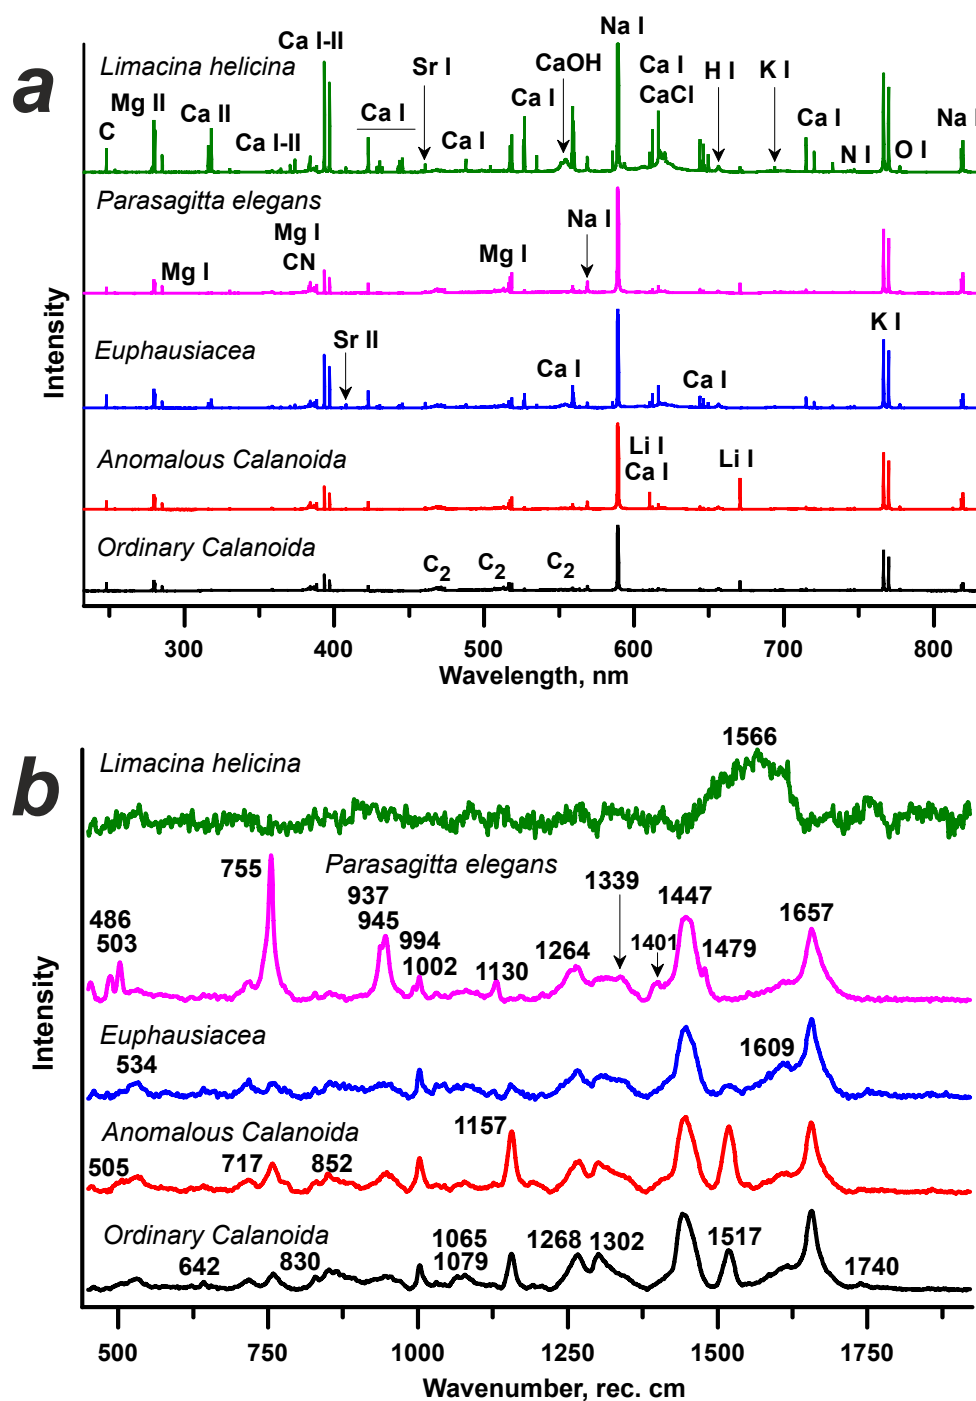 a
Limacina helicina
C
Mg II
Ca II
Ca I-II
Ca I-II
Ca I
Sr I
Ca I
Ca I
CaOH
Na I
Ca I
CaCl
H I
K I
Ca I
N I
O I
Na I
Parasagitta elegans
Mg I
Mg I
CN
Mg I
Na I
Euphausiacea
Sr II
Ca I
Ca I
K I
Anomalous Calanoida
Li I
Ca I
Li I
Ordinary Calanoida
C2
C2
C2
Intensity
300
400
500
600
700
800
Wavelength, nm
b
Limacina helicina
1566
Parasagitta elegans
486
503
755
937
945
994
1002
1130
1264
1339
1401
1447
1479
1657
Euphausiacea
534
1609
Anomalous Calanoida
505
717
852
1157
Ordinary Calanoida
642
830
1065
1079
1268
1302
1517
1740
Intensity
500
750
1000
1250
1500
1750
Wavenumber, rec. cm